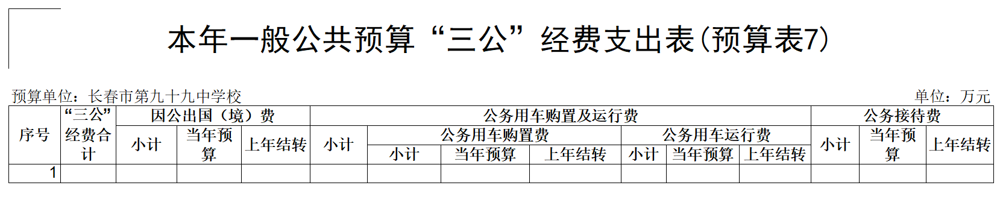 本年一般公共预算“三公”经费支出表(预算表7)
预算单位：长春市第九十九中学校 单位：万元
序号 “三公”经费合计 因公出国（境）费 公务用车购置及运行费 公务接待费
小计 当年预算 上年结转 小计 公务用车购置费 公务用车运行费 小计 当年预算 上年结转
小计 当年预算 上年结转 小计 当年预算 上年结转
1